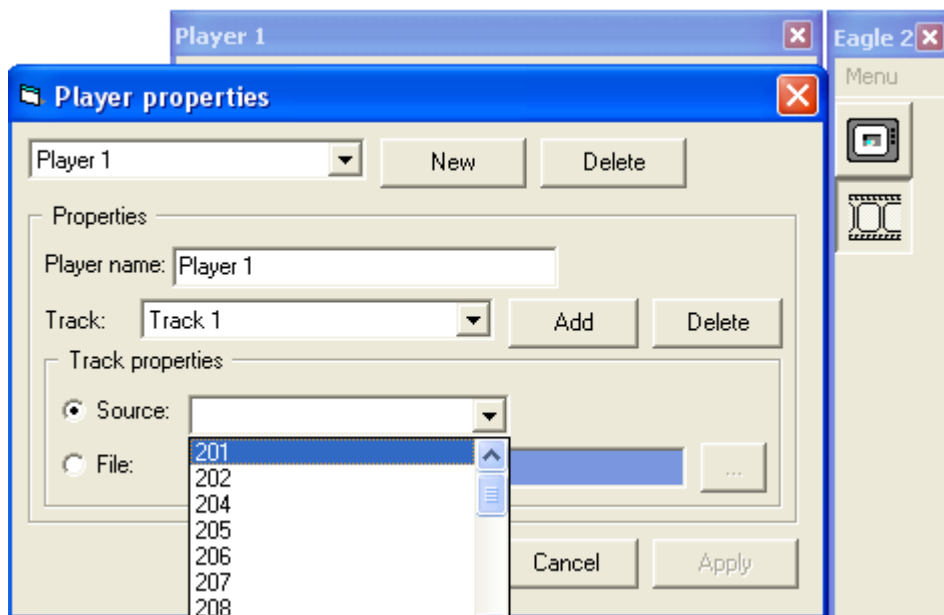 Player 1
Eagle 2
Menu
Player properties
Player 1
New
Delete
Properties
Player name: Player 1
Track: Track 1
Add
Delete
Track properties
Source:
File:
...
201
202
204
205
206
207
208
Cancel
Apply